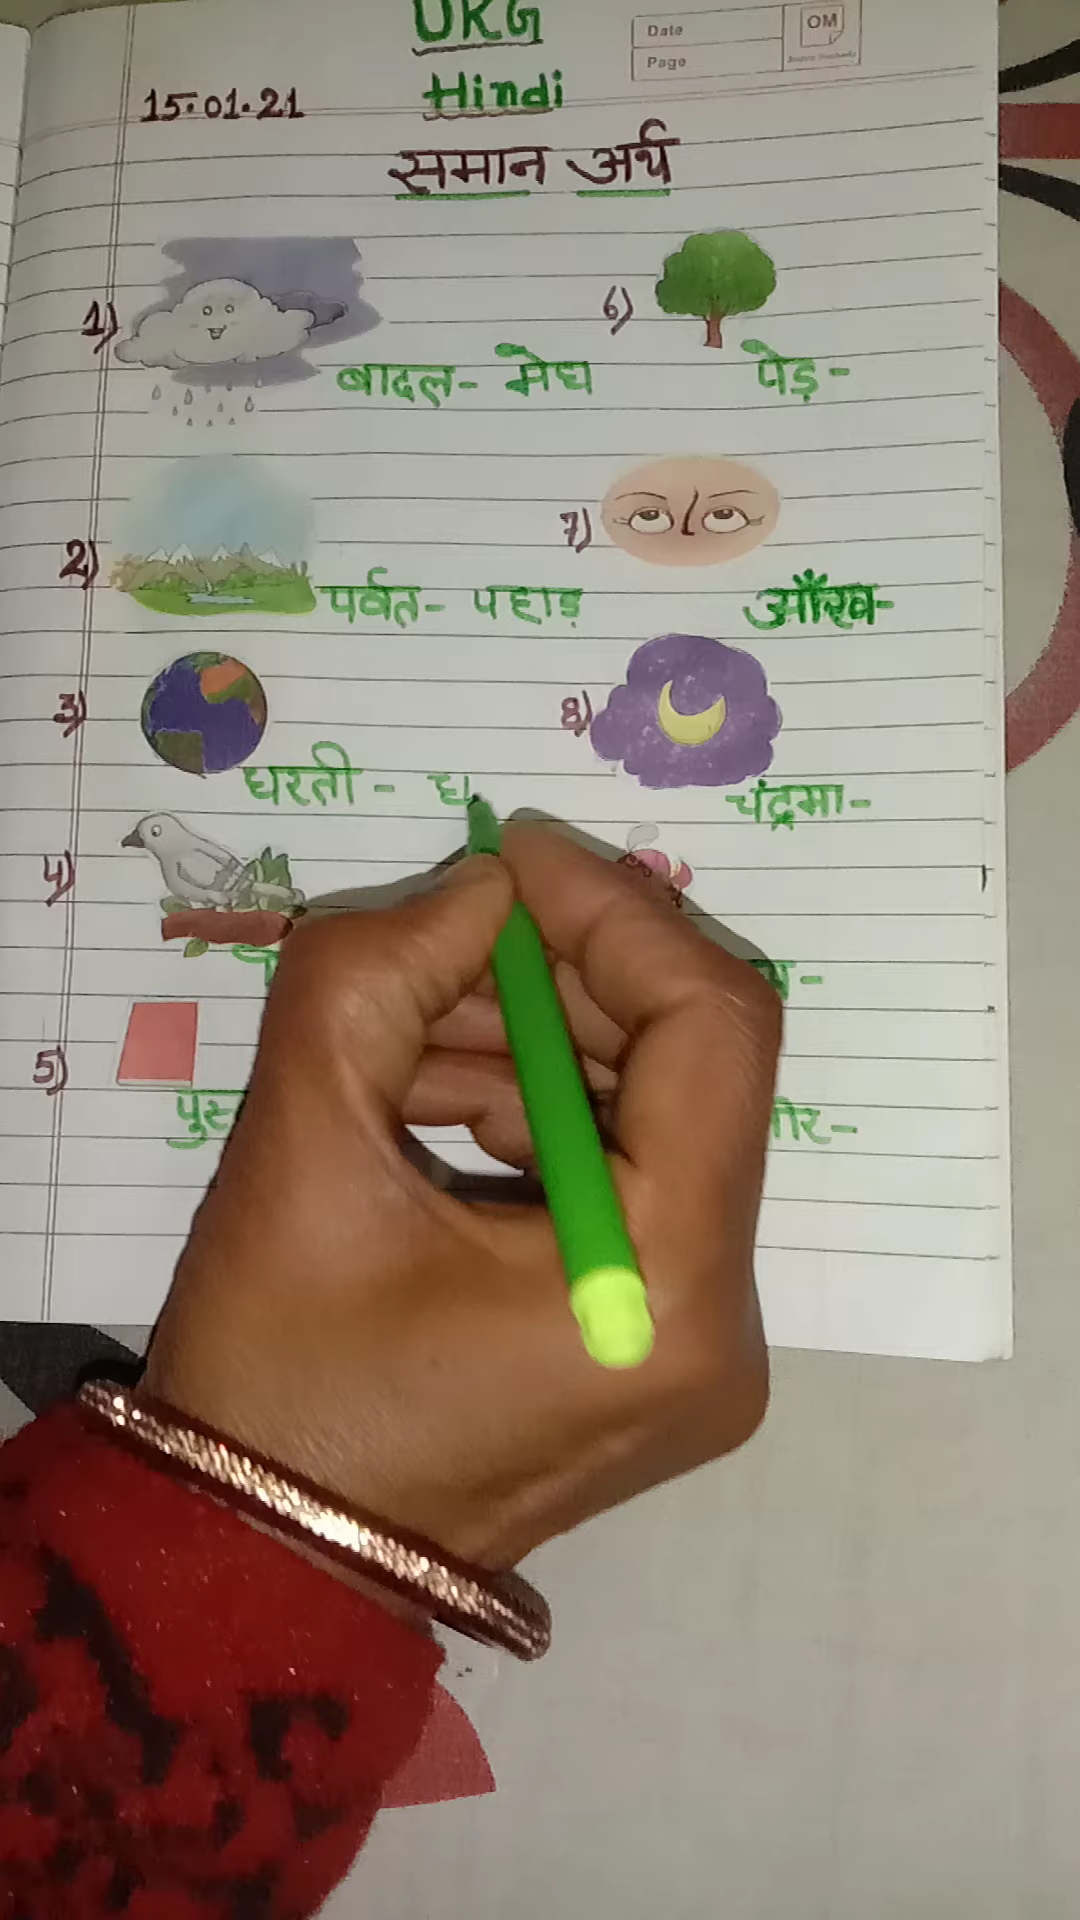 UKG
Date
OM
Page
Hindi
15.01.21
समान अर्थ
1) बादल- मेघ
2) पर्वत- पहाड़
3) धरती - ध
4)
5) पुस्
6) पेड़-
7) आँख-
8) चंद्रमा-